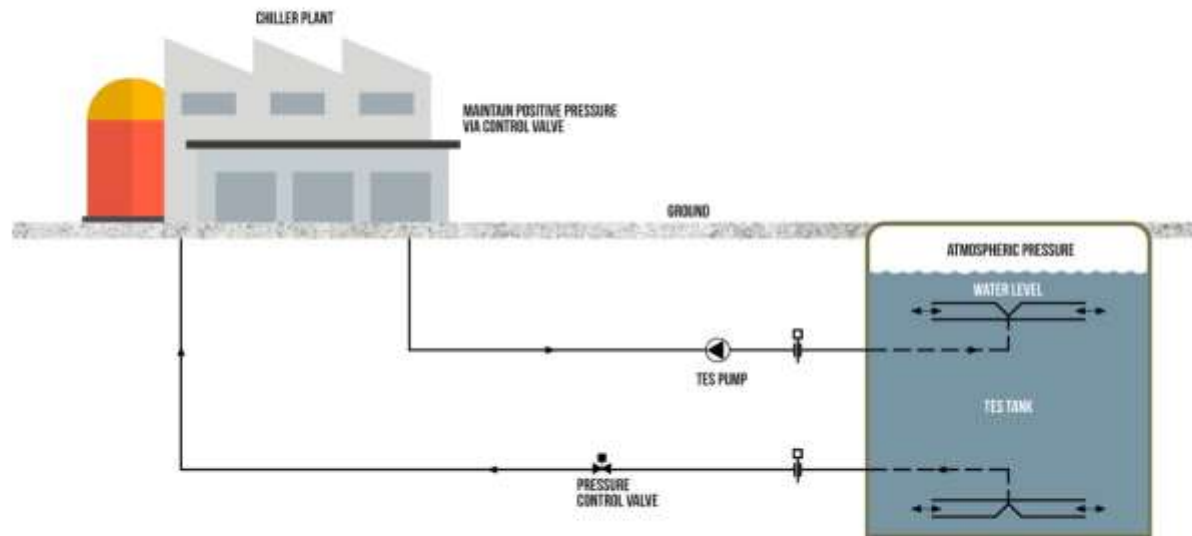 CHILLER PLANT
MAINTAIN POSITIVE PRESSURE
VIA CONTROL VALVE
GROUND
ATMOSPHERIC PRESSURE
WATER LEVEL
TES PUMP
TES TANK
PRESSURE
CONTROL VALVE